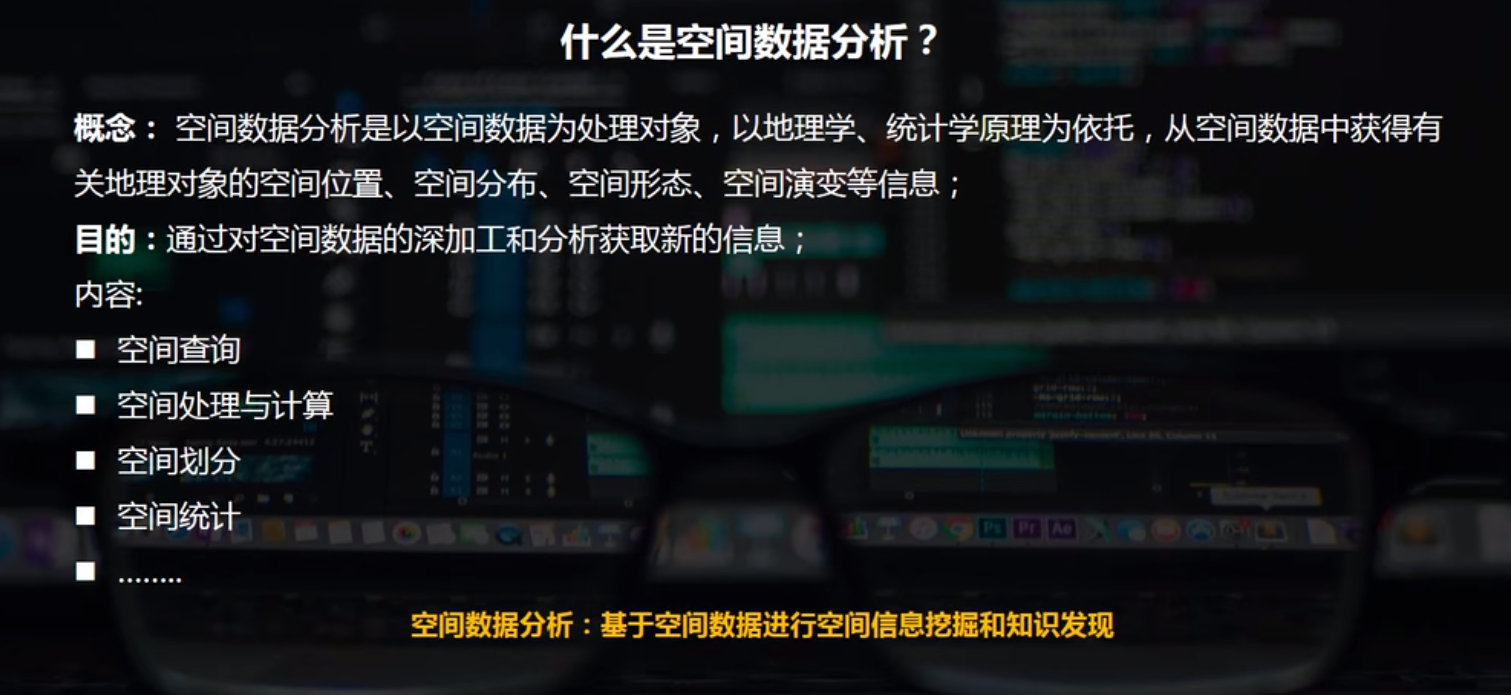 什么是空间数据分析？
概念： 空间数据分析是以空间数据为处理对象，以地理学、统计学原理为依托，从空间数据中获得有
关地理对象的空间位置、空间分布、空间形态、空间演变等信息；
目的：通过对空间数据的深加工和分析获取新的信息；
内容:
■ 空间查询
■ 空间处理与计算
■ 空间划分
■ 空间统计
■ ........
Ps Pr Ae
空间数据分析：基于空间数据进行空间信息挖掘和知识发现